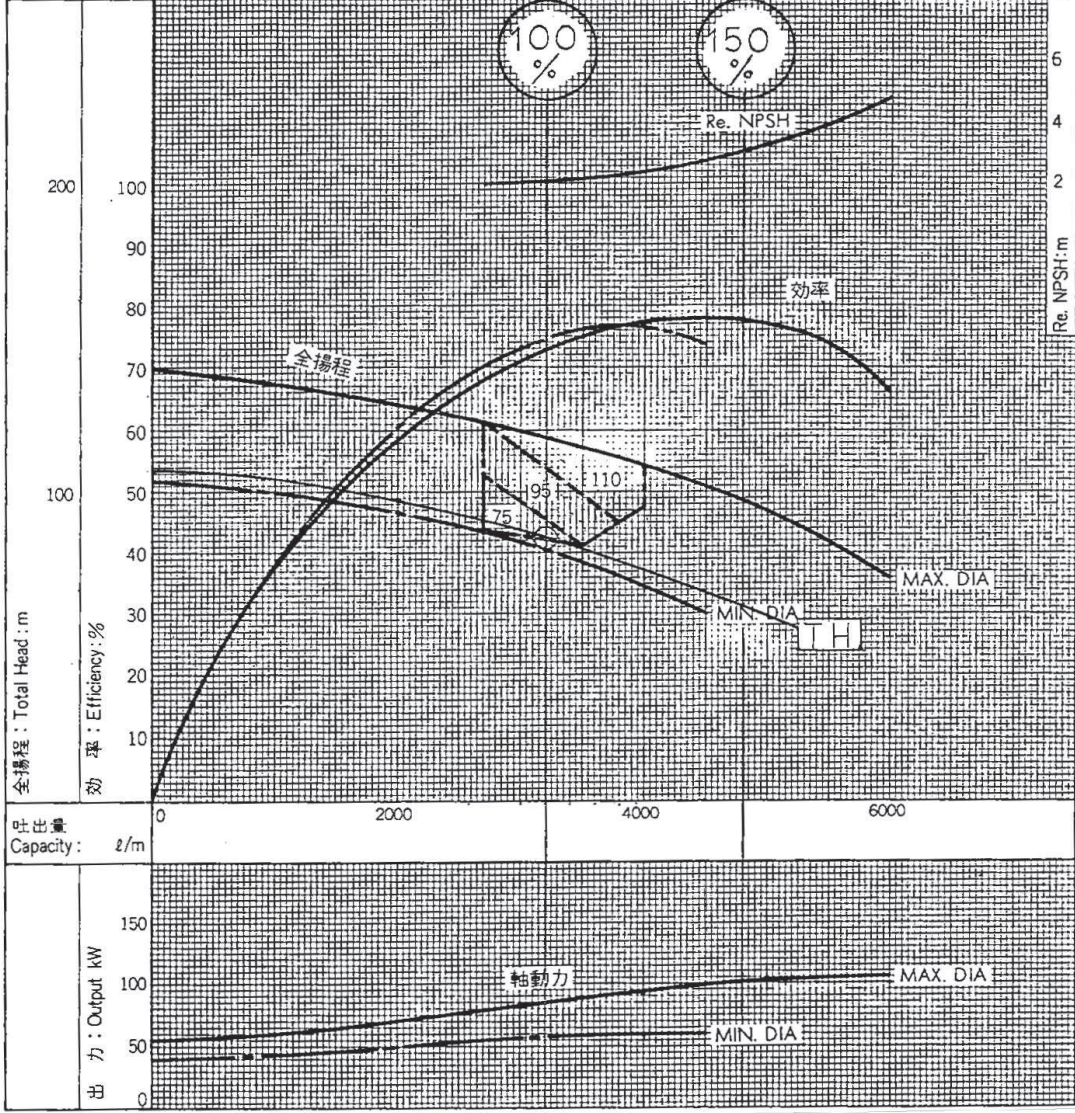 100 %
150 %
Re. NPSH
6
4
2
Re. NPSH:m
200
100
100
90
80
70
60
50
40
30
20
10
全揚程:Total Head:m
効 率:Efficiency:%
効率
全揚程
110
95
75
MAX. DIA
MIN. DIA
TH
吐出量
Capacity: ℓ/m
0
2000
4000
6000
150
100
50
0
出 力:Output kW
軸動力
MAX. DIA
MIN. DIA